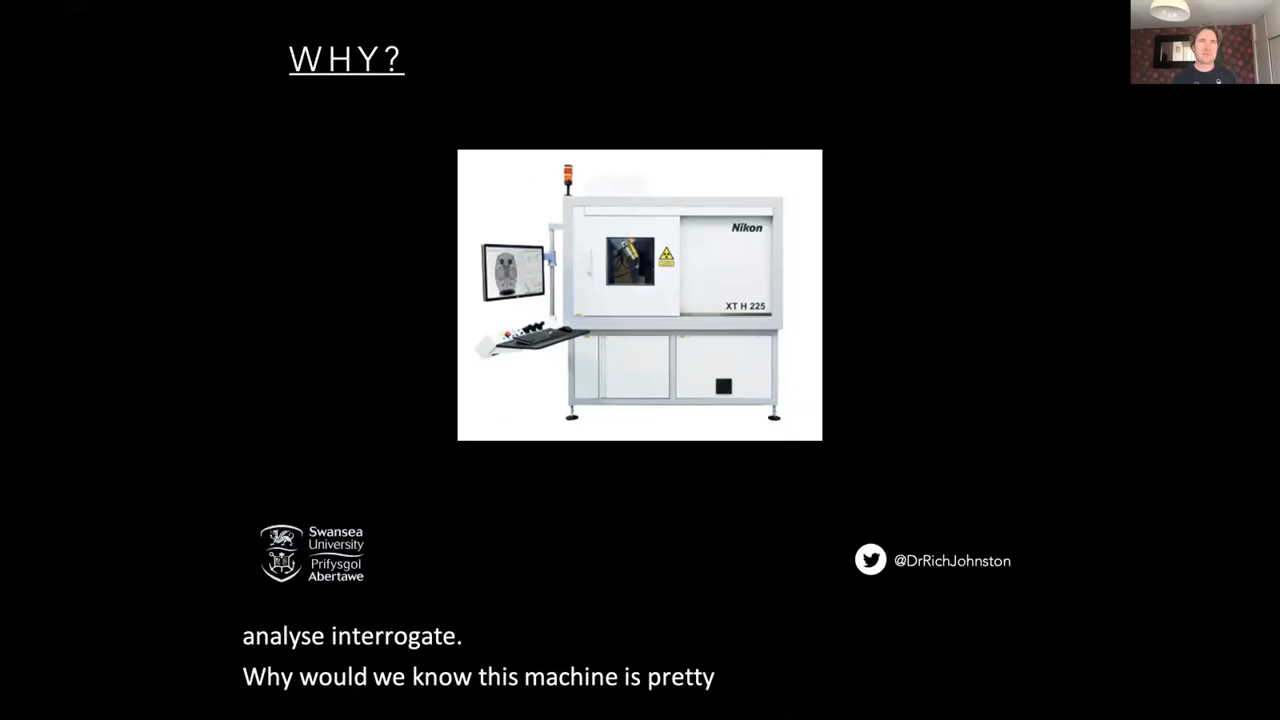 WHY?
Nikon
XT H 225
Swansea
University
Prifysgol
Abertawe
@DrRichJohnston
analyse interrogate.
Why would we know this machine is pretty